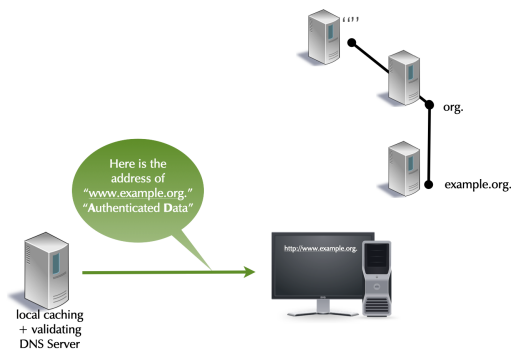 “”
org.
example.org.
Here is the
address of
“www.example.org.”
“Authenticated Data”
http://www.example.org.
local caching
+ validating
DNS Server